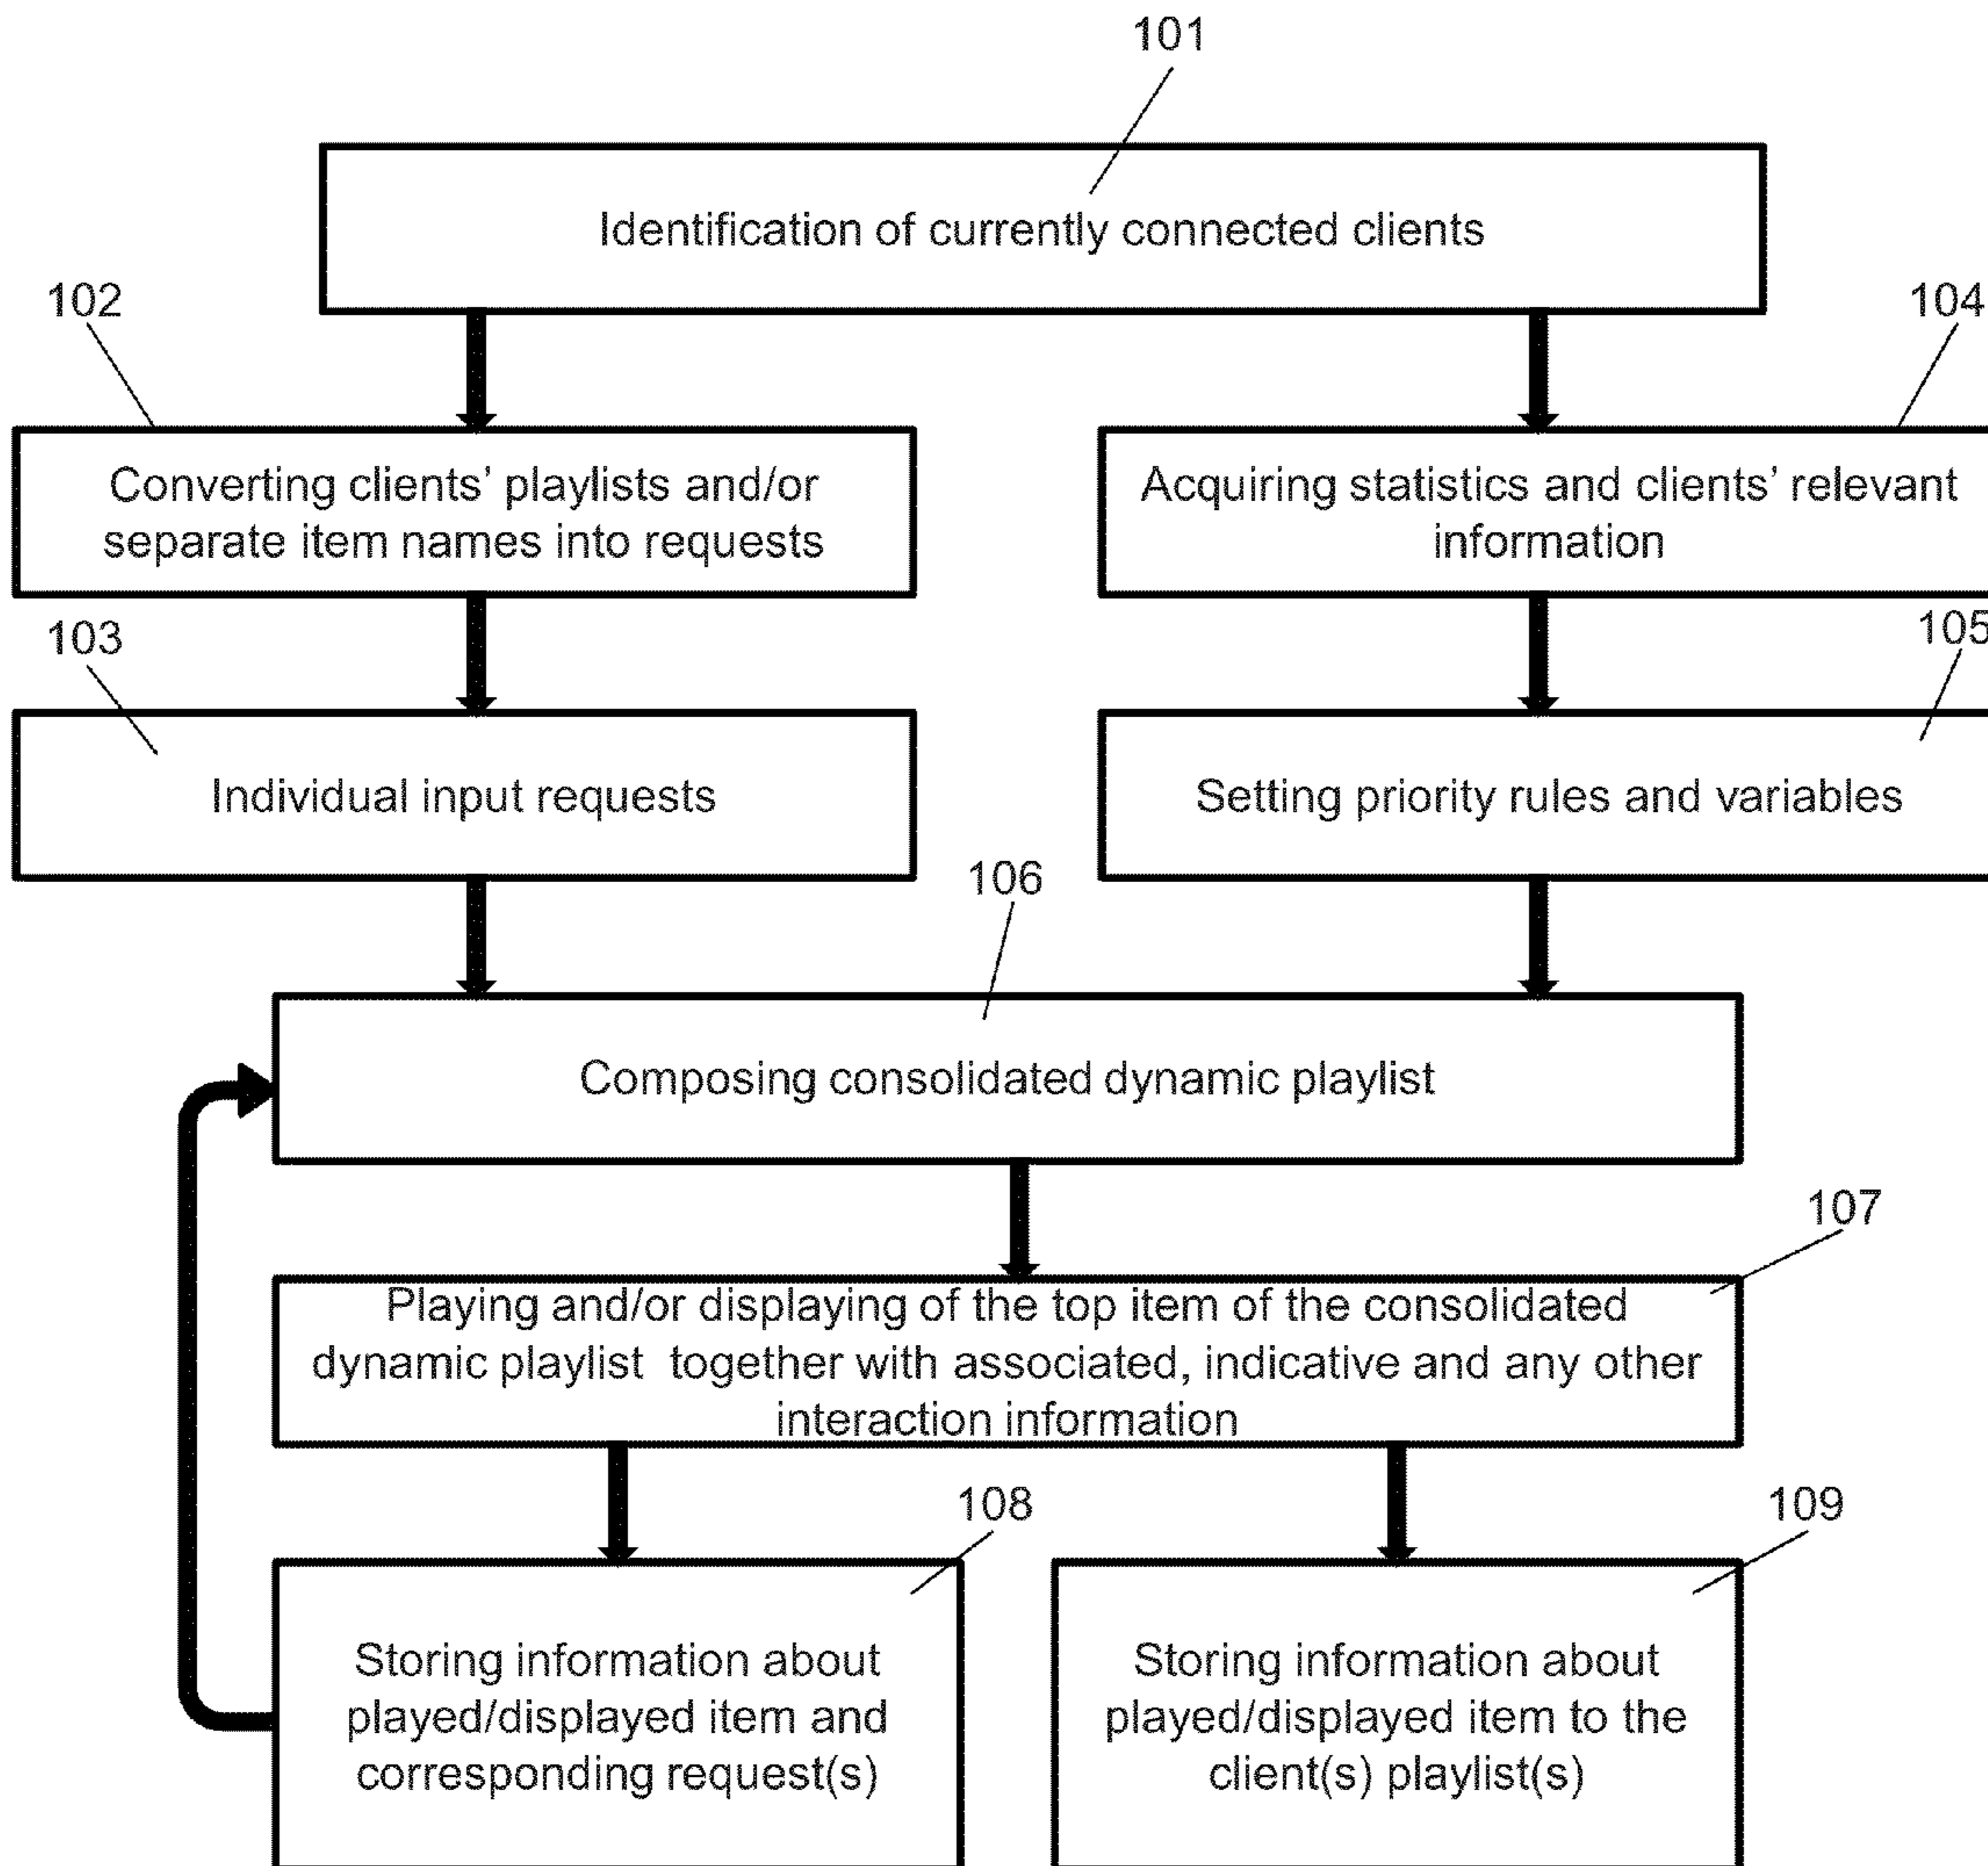 101
Identification of currently connected clients
102
104
Converting clients’ playlists and/or
separate item names into requests
Acquiring statistics and clients’ relevant
information
103
105
Individual input requests
Setting priority rules and variables
106
Composing consolidated dynamic playlist
107
Playing and/or displaying of the top item of the consolidated
dynamic playlist together with associated, indicative and any other
interaction information
108
109
Storing information about
played/displayed item and
corresponding request(s)
Storing information about
played/displayed item to the
client(s) playlist(s)